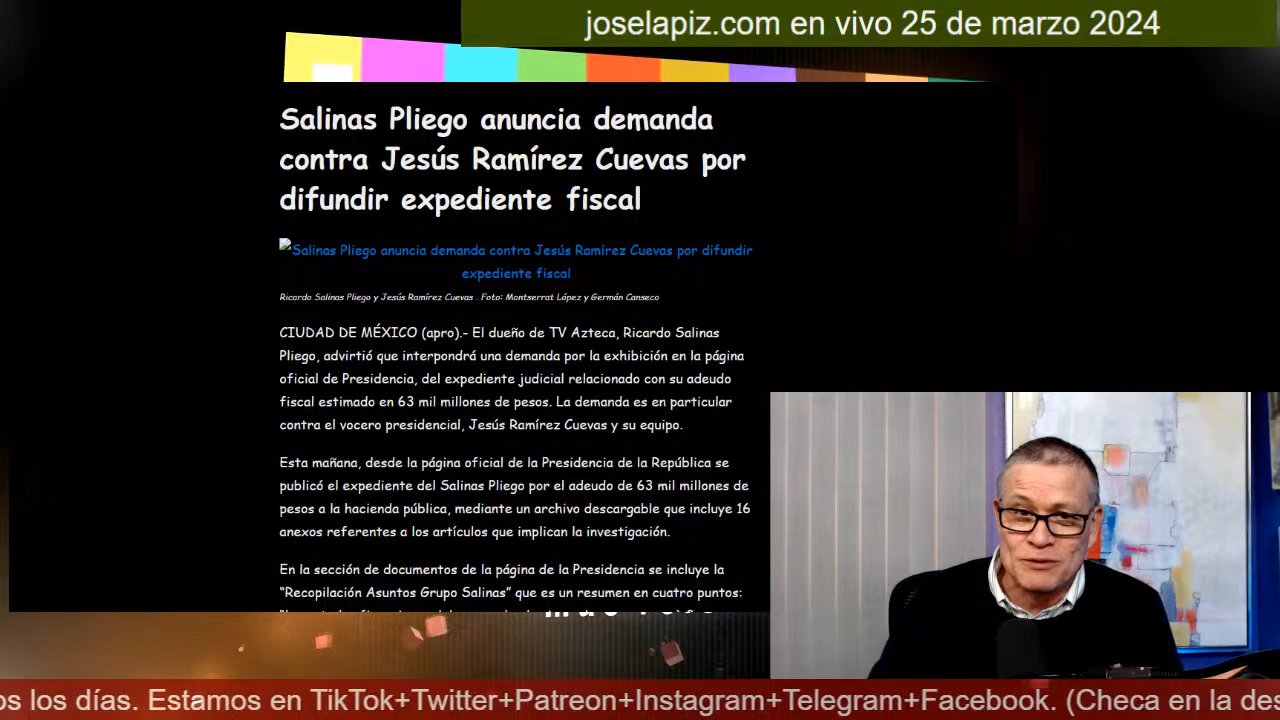 joselapiz.com en vivo 25 de marzo 2024
Salinas Pliego anuncia demanda
contra Jesús Ramírez Cuevas por
difundir expediente fiscal
Salinas Pliego anuncia demanda contra Jesús Ramírez Cuevas por difundir
expediente fiscal
Ricardo Salinas Pliego y Jesús Ramírez Cuevas . Foto: Montserrat López y Germán Canseco
CIUDAD DE MÉXICO (apro).- El dueño de TV Azteca, Ricardo Salinas
Pliego, advirtió que interpondrá una demanda por la exhibición en la página
oficial de Presidencia, del expediente judicial relacionado con su adeudo
fiscal estimado en 63 mil millones de pesos. La demanda es en particular
contra el vocero presidencial, Jesús Ramírez Cuevas y su equipo.
Esta mañana, desde la página oficial de la Presidencia de la República se
publicó el expediente del Salinas Pliego por el adeudo de 63 mil millones de
pesos a la hacienda pública, mediante un archivo descargable que incluye 16
anexos referentes a los artículos que implican la investigación.
En la sección de documentos de la página de la Presidencia se incluye la
“Recopilación Asuntos Grupo Salinas” que es un resumen en cuatro puntos:
os los días. Estamos en TikTok+Twitter+Patreon+Instagram+Telegram+Facebook. (Checa en la des